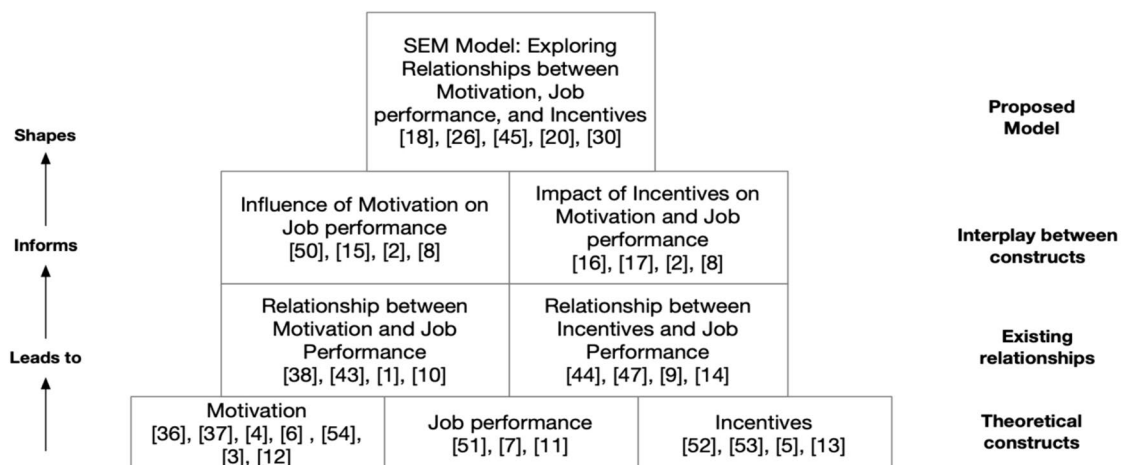 SEM Model: Exploring
Relationships between
Motivation, Job
performance, and Incentives
[18], [26], [45], [20], [30]
Proposed
Model
Shapes
Influence of Motivation on
Job performance
[50], [15], [2], [8]
Impact of Incentives on
Motivation and Job
performance
[16], [17], [2], [8]
Interplay between
constructs
Informs
Relationship between
Motivation and Job
Performance
[38], [43], [1], [10]
Relationship between
Incentives and Job
Performance
[44], [47], [9], [14]
Existing
relationships
Leads to
Motivation
[36], [37], [4], [6] , [54],
[3], [12]
Job performance
[51], [7], [11]
Incentives
[52], [53], [5], [13]
Theoretical
constructs